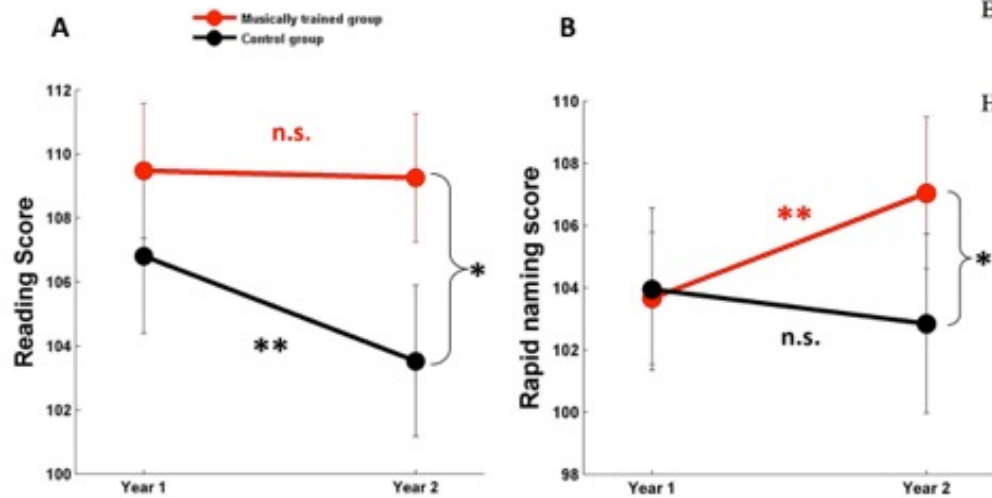 A
Musically trained group
Control group
B
E
H
Reading Score
112
110
108
106
104
102
100
n.s.
**
*
Year 1
Year 2
Rapid naming score
110
108
106
104
102
100
98
**
n.s.
*
Year 1
Year 2